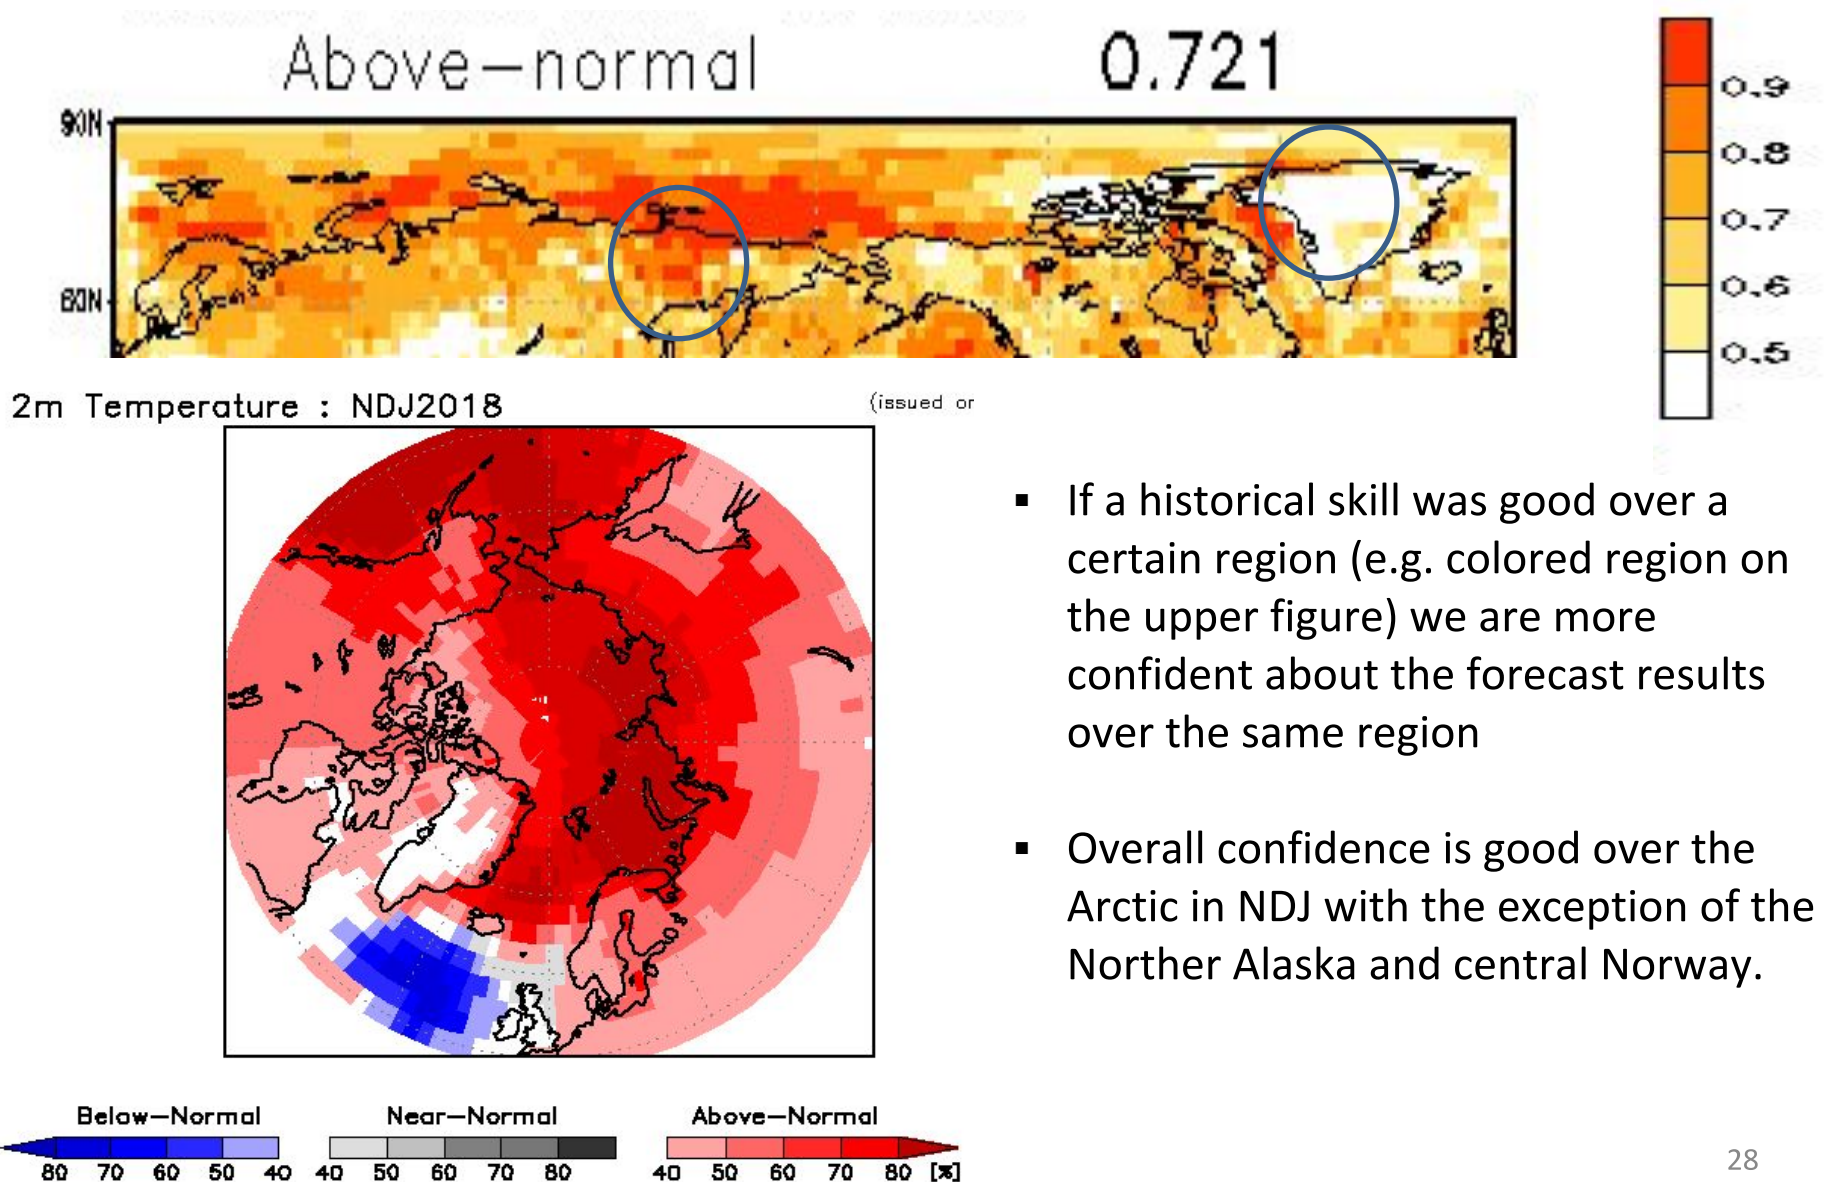 Above-normal 0.721
90N
60N
0.9
0.8
0.7
0.6
0.5
2m Temperature : NDJ2018 (issued or
▪ If a historical skill was good over a
certain region (e.g. colored region on
the upper figure) we are more
confident about the forecast results
over the same region
▪ Overall confidence is good over the
Arctic in NDJ with the exception of the
Norther Alaska and central Norway.
Below-Normal Near-Normal Above-Normal
80 70 60 50 40 40 50 60 70 80 40 50 60 70 80 [%]
28